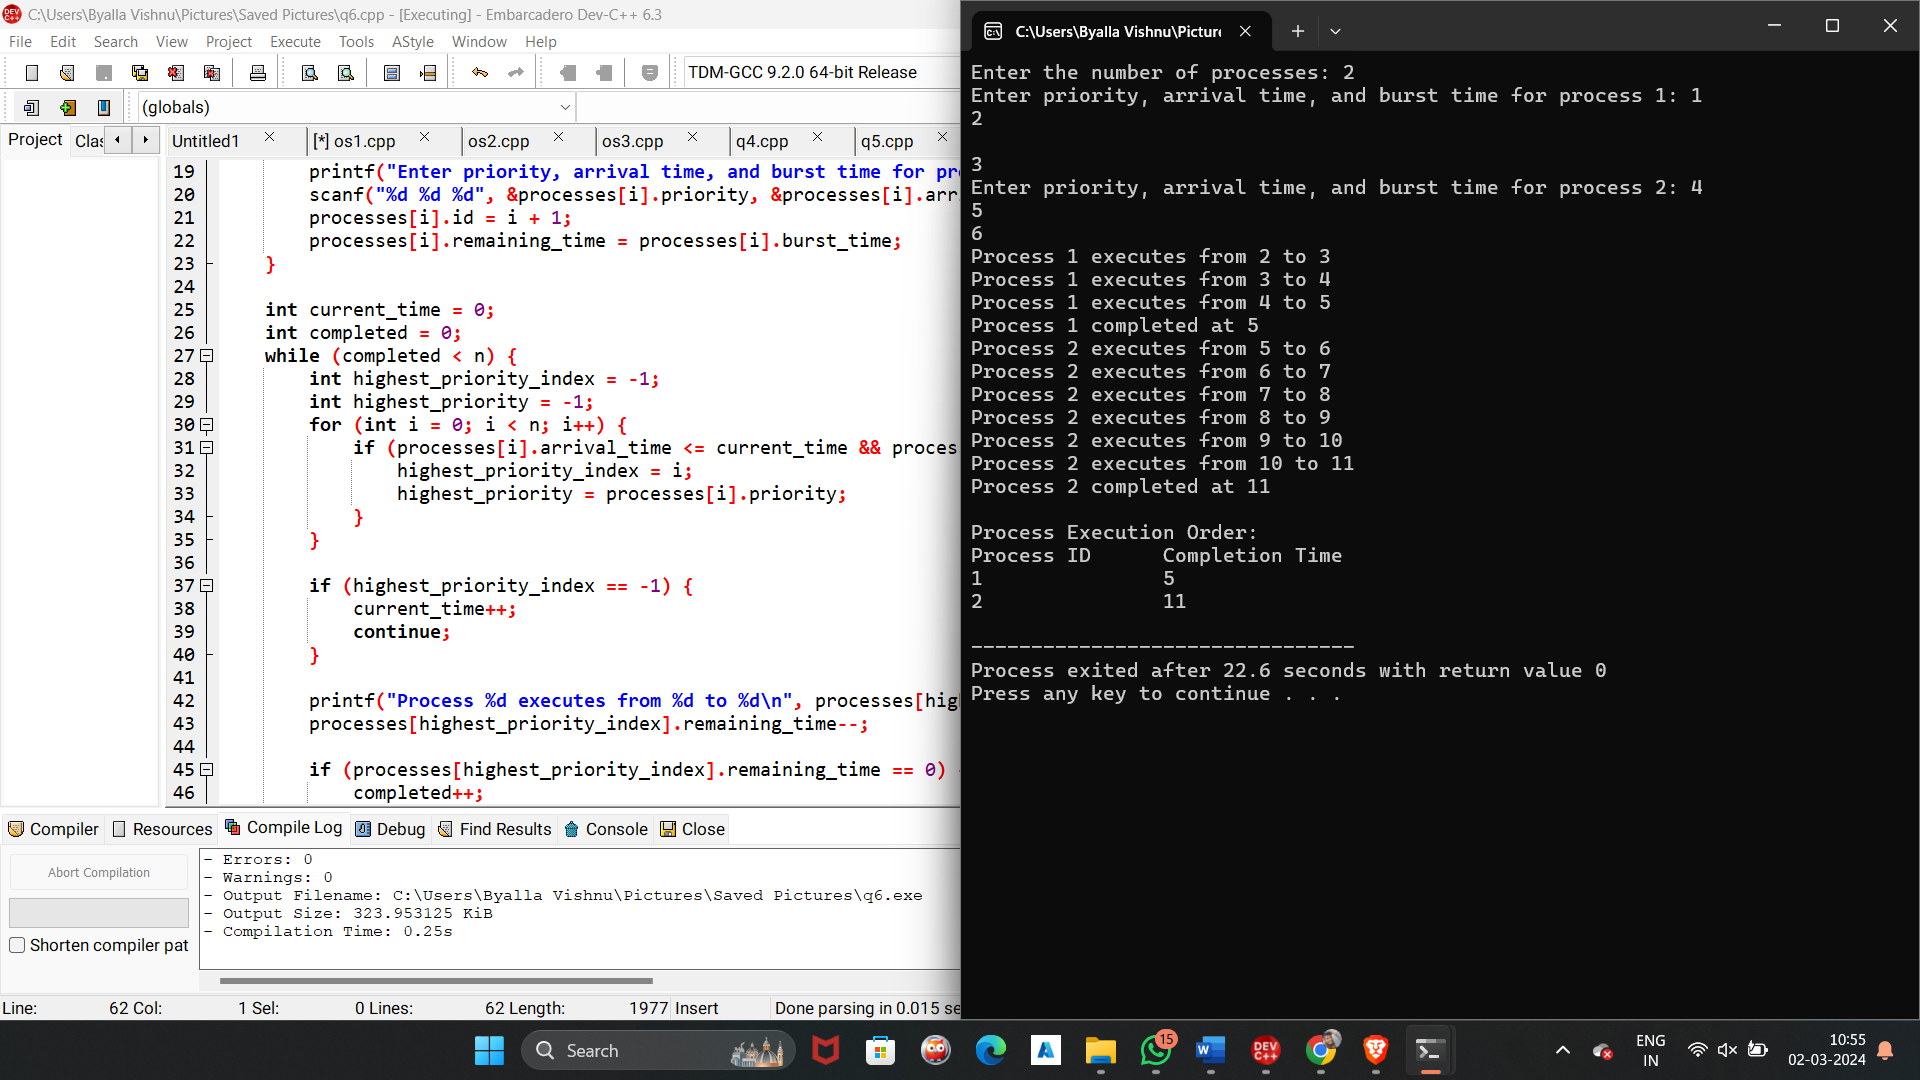 C:\Users\Byalla Vishnu\Pictures\Saved Pictures\q6.cpp - [Executing] - Embarcadero Dev-C++ 6.3
File Edit Search View Project Execute Tools AStyle Window Help
TDM-GCC 9.2.0 64-bit Release
(globals)
Project Clas
Untitled1 [*] os1.cpp os2.cpp os3.cpp q4.cpp q5.cpp
19 printf("Enter priority, arrival time, and burst time for pr
20 scanf("%d %d %d", &processes[i].priority, &processes[i].arr
21 processes[i].id = i + 1;
22 processes[i].remaining_time = processes[i].burst_time;
23 }
24
25 int current_time = 0;
26 int completed = 0;
27 while (completed < n) {
28 int highest_priority_index = -1;
29 int highest_priority = -1;
30 for (int i = 0; i < n; i++) {
31 if (processes[i].arrival_time <= current_time && proces
32 highest_priority_index = i;
33 highest_priority = processes[i].priority;
34 }
35 }
36
37 if (highest_priority_index == -1) {
38 current_time++;
39 continue;
40 }
41
42 printf("Process %d executes from %d to %d\n", processes[hig
43 processes[highest_priority_index].remaining_time--;
44
45 if (processes[highest_priority_index].remaining_time == 0)
46 completed++;
Compiler Resources Compile Log Debug Find Results Console Close
Abort Compilation
Shorten compiler pat
- Errors: 0
- Warnings: 0
- Output Filename: C:\Users\Byalla Vishnu\Pictures\Saved Pictures\q6.exe
- Output Size: 323.953125 KiB
- Compilation Time: 0.25s
Line: 62 Col: 1 Sel: 0 Lines: 62 Length: 1977 Insert Done parsing in 0.015 se
C:\Users\Byalla Vishnu\Pictur
Enter the number of processes: 2
Enter priority, arrival time, and burst time for process 1: 1
2
3
Enter priority, arrival time, and burst time for process 2: 4
5
6
Process 1 executes from 2 to 3
Process 1 executes from 3 to 4
Process 1 executes from 4 to 5
Process 1 completed at 5
Process 2 executes from 5 to 6
Process 2 executes from 6 to 7
Process 2 executes from 7 to 8
Process 2 executes from 8 to 9
Process 2 executes from 9 to 10
Process 2 executes from 10 to 11
Process 2 completed at 11
Process Execution Order:
Process ID Completion Time
1 5
2 11
--------------------------------
Process exited after 22.6 seconds with return value 0
Press any key to continue . . .
Search
15
DEV C++
ENG
IN
10:55
02-03-2024